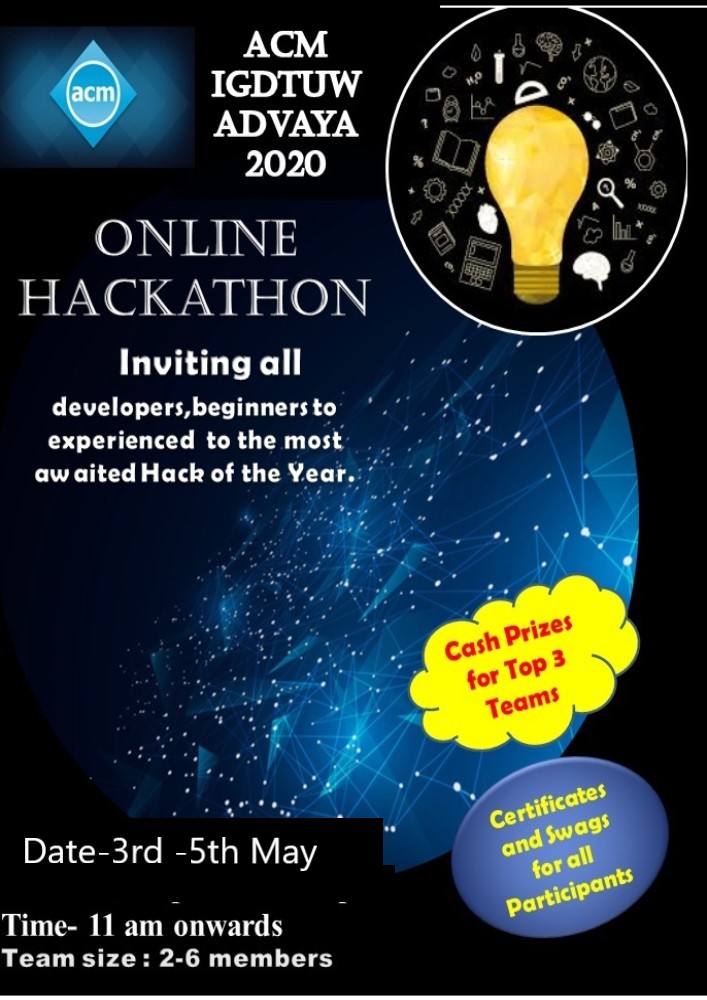 acm
ACM
IGDTUW
ADVAYA
2020
ONLINE
HACKATHON
Inviting all
developers,beginners to
experienced to the most
aw aited Hack of the Year.
H₂O
Cash Prizes
for Top 3
Teams
Certificates
and Swags
for all
Participants
Date-3rd -5th May
Time- 11 am onwards
Team size : 2-6 members